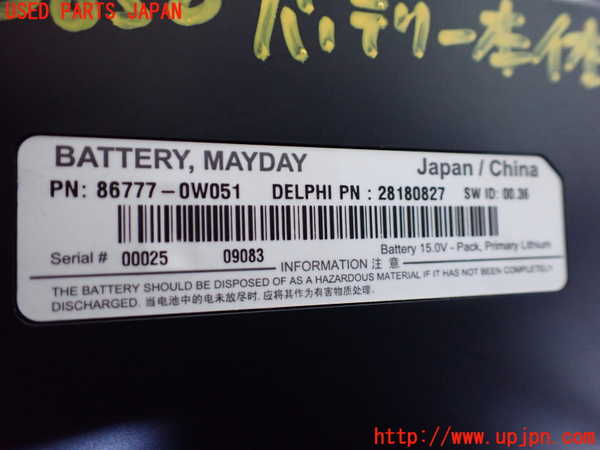 USED PARTS JAPAN
バッテリー本体
BATTERY, MAYDAY
Japan / China
PN: 86777-0W051 DELPHI PN : 28180827 SW ID: 00.36
Serial # 00025 09083 Battery 15.0V - Pack, Primary Lithium
INFORMATION 注 意
THE BATTERY SHOULD BE DISPOSED OF AS A HAZARDOUS MATERIAL IF IT HAS NOT BEEN COMPLETELY
DISCHARGED. 当电池中的电未放尽时, 应将其作为有害物质处理.
http://www.upjpn.com/